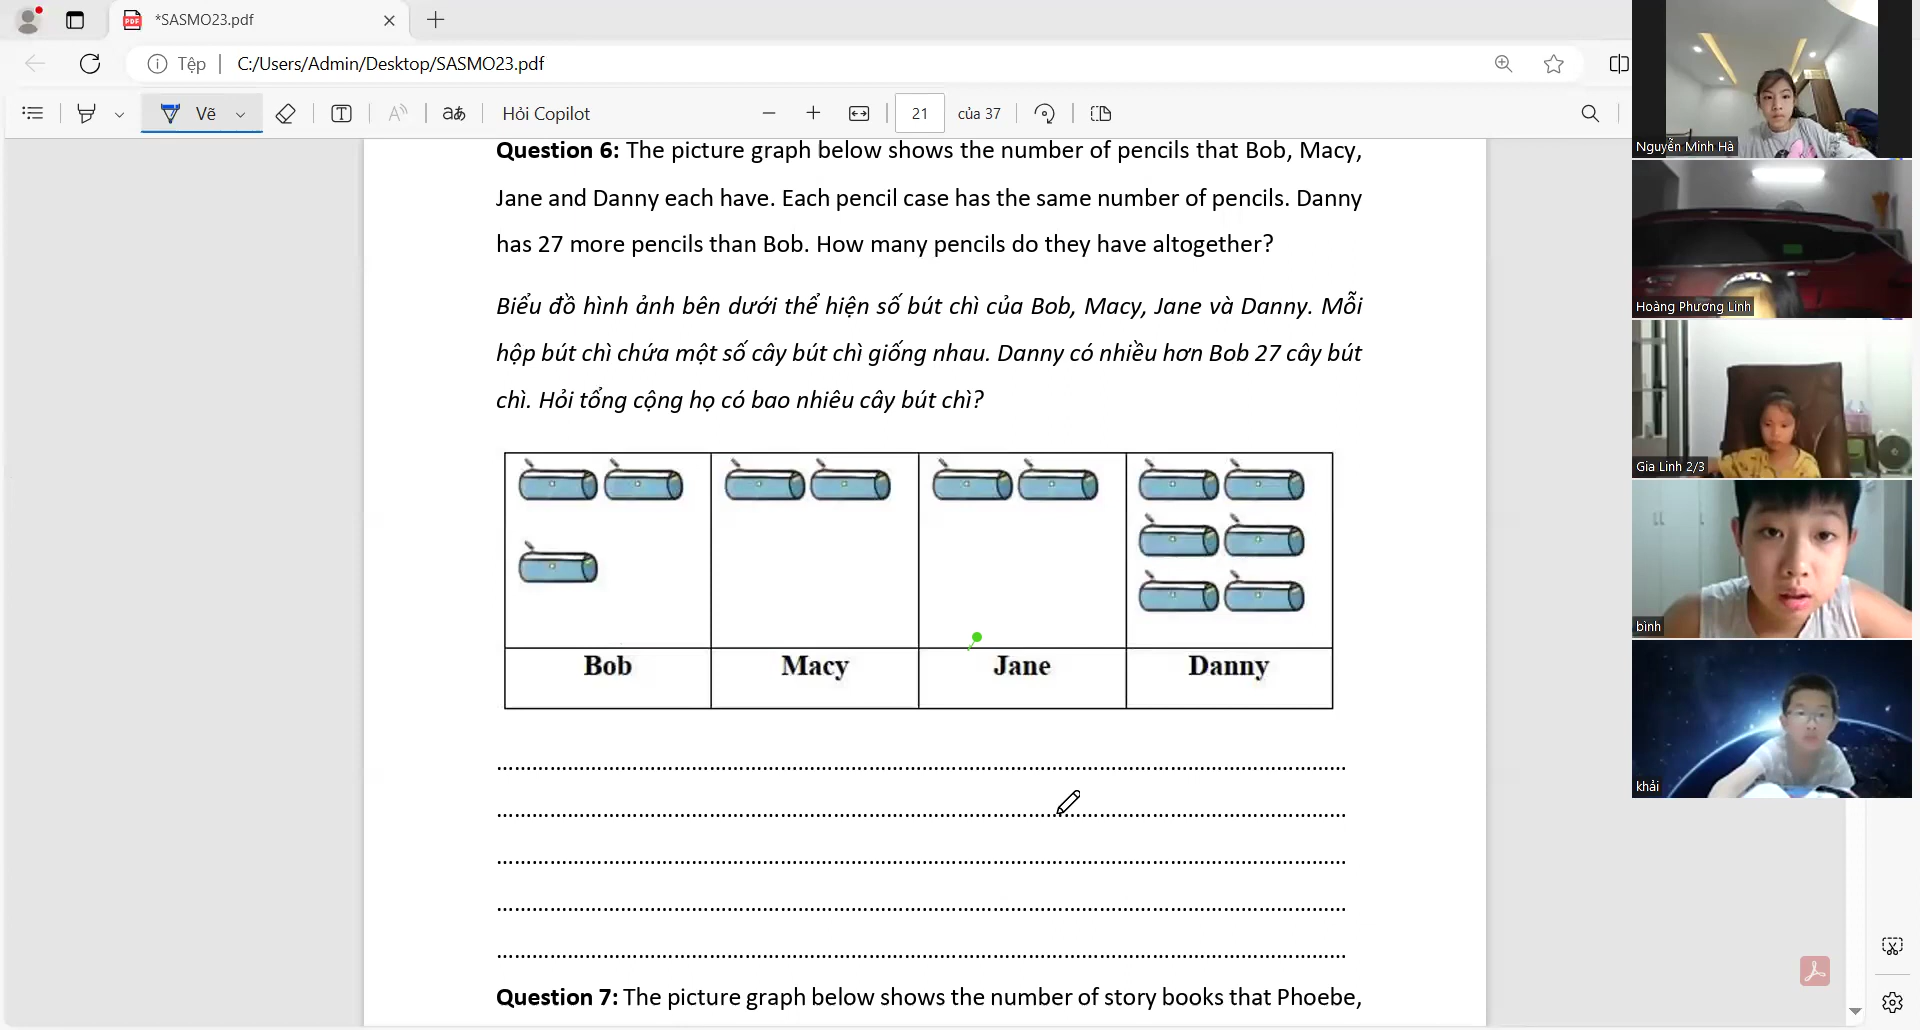 *SASMO23.pdf
Tệp
C:/Users/Admin/Desktop/SASMO23.pdf
Vẽ
aあ
Hỏi Copilot
21
của 37
Question 6: The picture graph below shows the number of pencils that Bob, Macy,
Jane and Danny each have. Each pencil case has the same number of pencils. Danny
has 27 more pencils than Bob. How many pencils do they have altogether?
Biểu đồ hình ảnh bên dưới thể hiện số bút chì của Bob, Macy, Jane và Danny. Mỗi
hộp bút chì chứa một số cây bút chì giống nhau. Danny có nhiều hơn Bob 27 cây bút
chì. Hỏi tổng cộng họ có bao nhiêu cây bút chì?
Bob
Macy
Jane
Danny
Question 7: The picture graph below shows the number of story books that Phoebe,
Nguyễn Minh Hà
Hoàng Phương Linh
Gia Linh 2/3
bình
khải